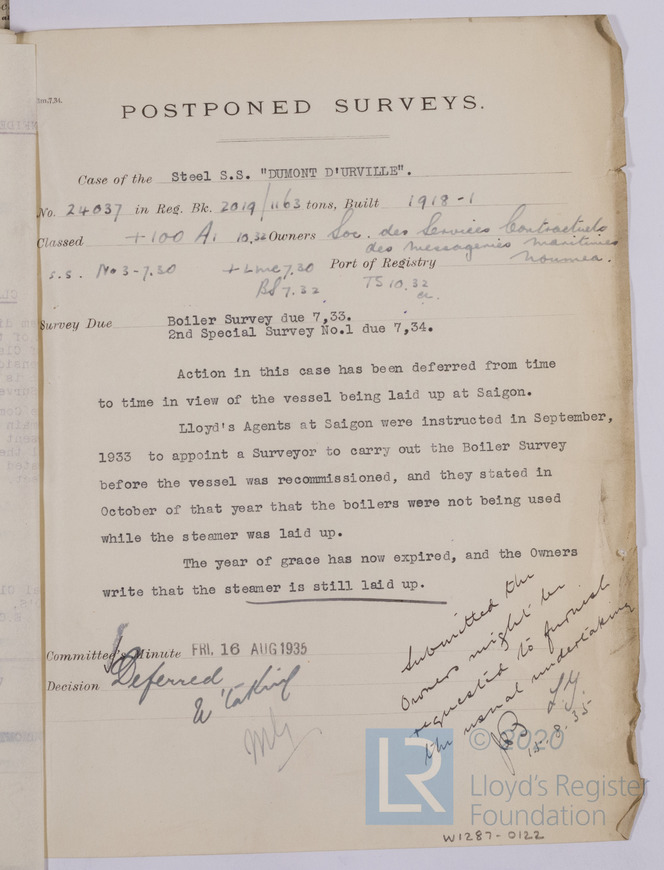 5m.7.34.
POSTPONED SURVEYS.
Case of the Steel S.S. "DUMONT D'URVILLE".
No. 24037 in Reg. Bk. 2019/1163 tons, Built 1918-1
Classed +100 A1 10.32 Owners Soc. des Services Contractuels
des Messageries Maritimes
S.S. No 3-7.30 +LMC 7.30 Port of Registry Noumea.
BS 7.32 TS 10.32
CL.
Survey Due Boiler Survey due 7,33.
2nd Special Survey No.1 due 7,34.
Action in this case has been deferred from time
to time in view of the vessel being laid up at Saigon.
Lloyd's Agents at Saigon were instructed in September,
1933 to appoint a Surveyor to carry out the Boiler Survey
before the vessel was recommissioned, and they stated in
October of that year that the boilers were not being used
while the steamer was laid up.
The year of grace has now expired, and the Owners
write that the steamer is still laid up.
Submitted the
Owners might be
requested to furnish
the usual undertaking
L.Y
15.8.35
Committee's Minute FRI. 16 AUG 1935
Decision Deferred
U'taking
© 2020
LR
Lloyd's Register
Foundation
W1287-0122